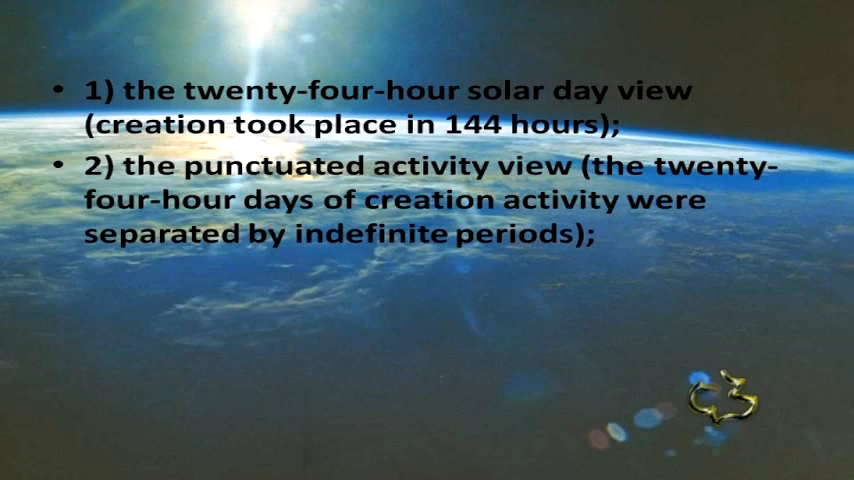 • 1) the twenty-four-hour solar day view
(creation took place in 144 hours);
• 2) the punctuated activity view (the twenty-
four-hour days of creation activity were
separated by indefinite periods);